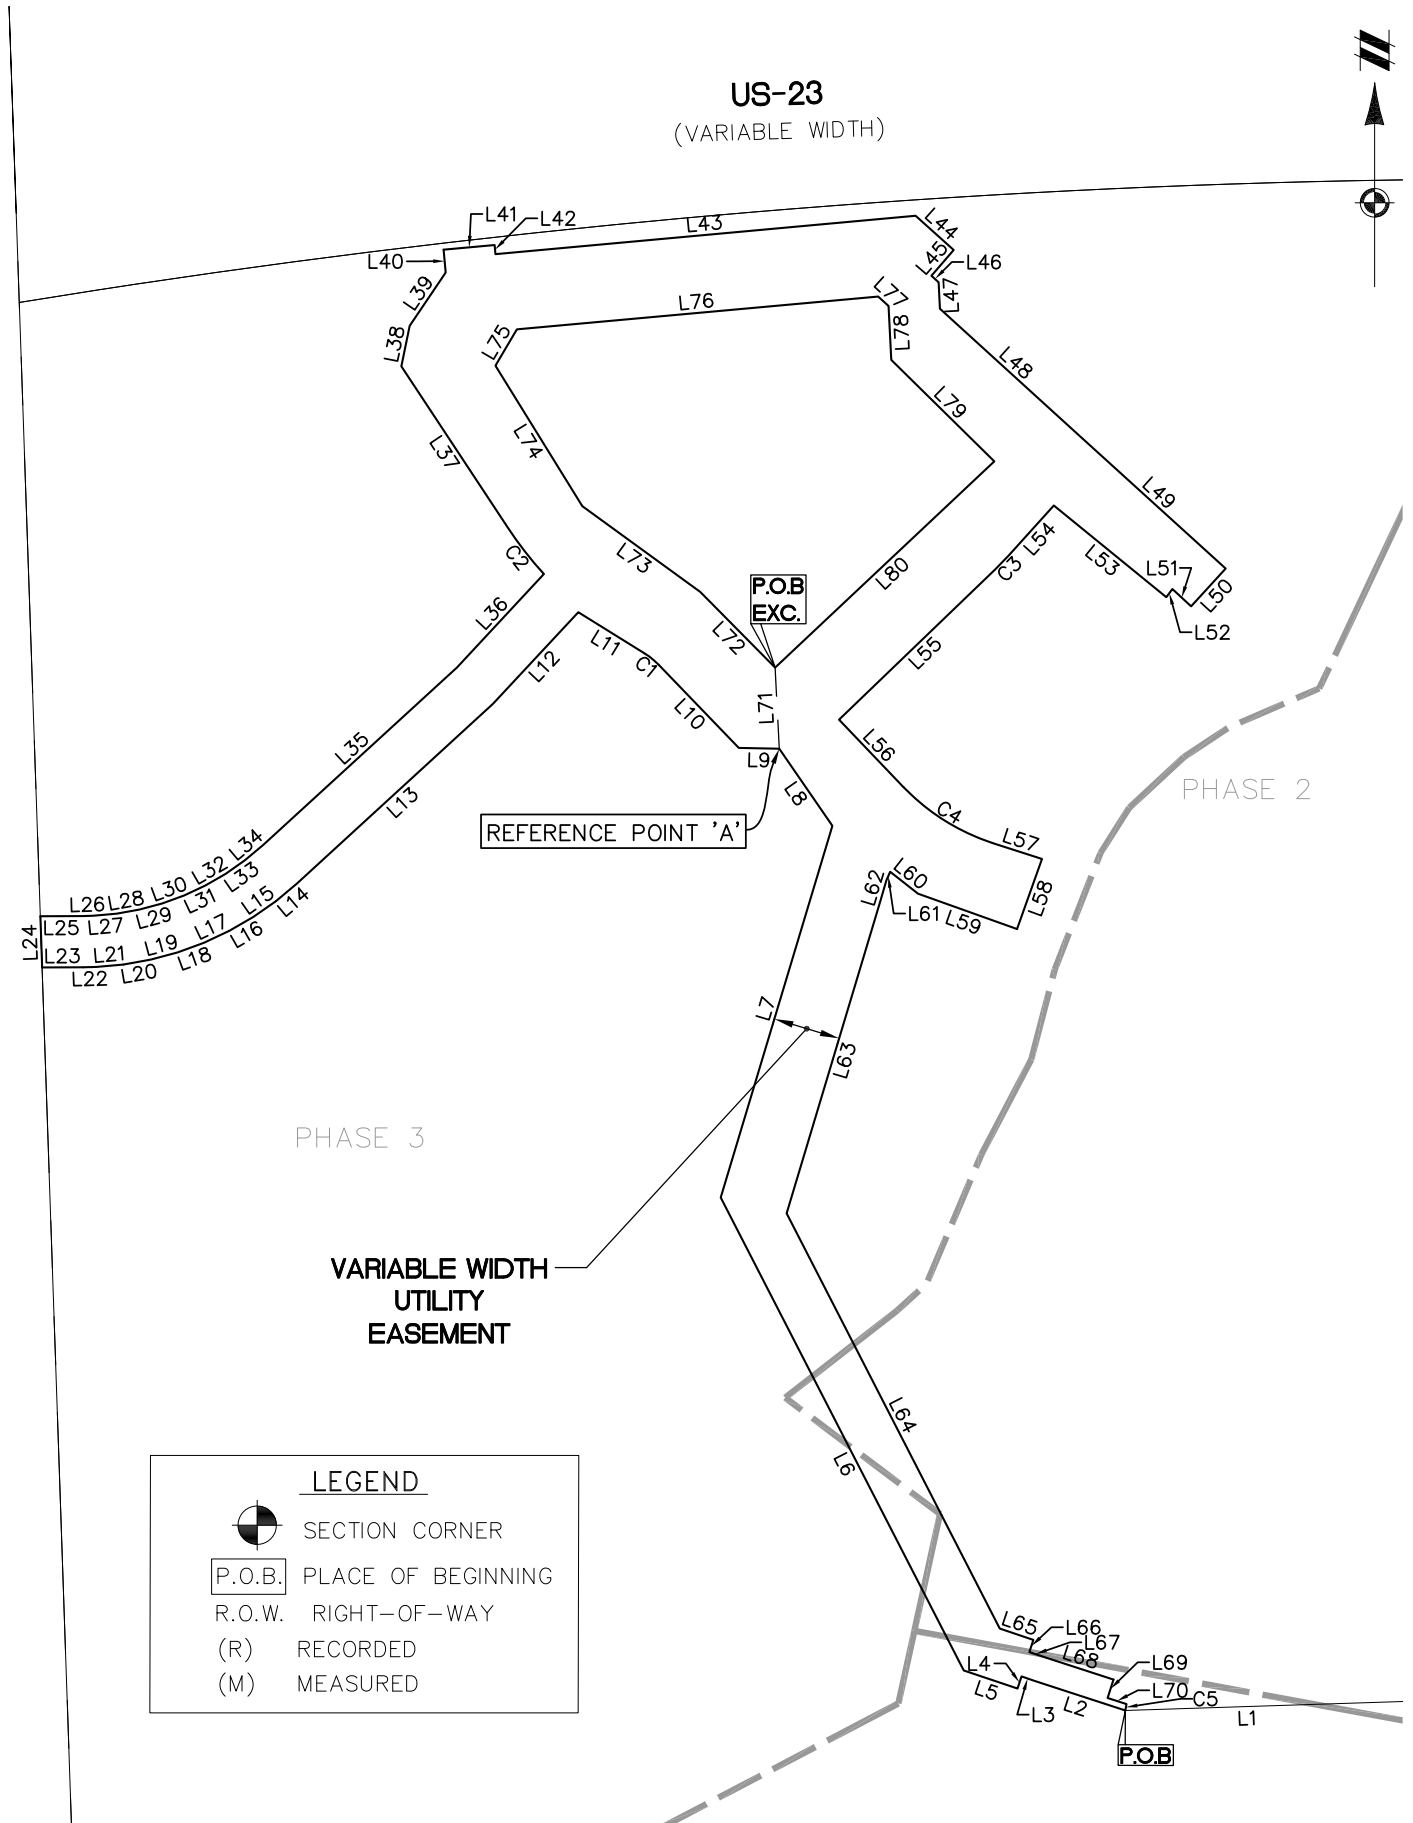 US-23
(VARIABLE WIDTH)
L41
L42
L43
L44
L40
L45
L46
L39
L47
L77
L76
L38
L78
L75
L48
L79
L37
L74
L49
C2
L73
L80
C3
L54
L53
L51
L50
L52
P.O.B
EXC.
L36
L72
L11
C1
L12
L55
L71
L10
L9
L56
L35
L8
PHASE 2
L13
REFERENCE POINT 'A'
C4
L57
L34
L32
L33
L60
L62
L58
L30
L31
L14
L26
L28
L29
L15
L61
L59
L25
L27
L17
L16
L24
L23
L21
L19
L18
L22
L20
L7
L63
PHASE 3
VARIABLE WIDTH
UTILITY
EASEMENT
L64
L6
LEGEND
SECTION CORNER
P.O.B. PLACE OF BEGINNING
R.O.W. RIGHT-OF-WAY
(R) RECORDED
(M) MEASURED
L65
L66
L67
L68
L69
L4
L5
L70
C5
L3
L2
L1
P.O.B